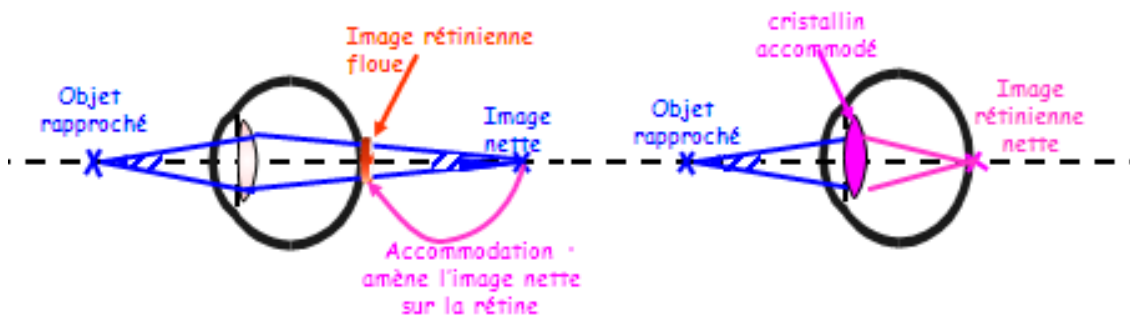 Image rétinienne
floue
Objet
rapproché
Image
nette
Accommodation -
amène l'image nette
sur la rétine
cristallin
accommodé
Objet
rapproché
Image
rétinienne
nette